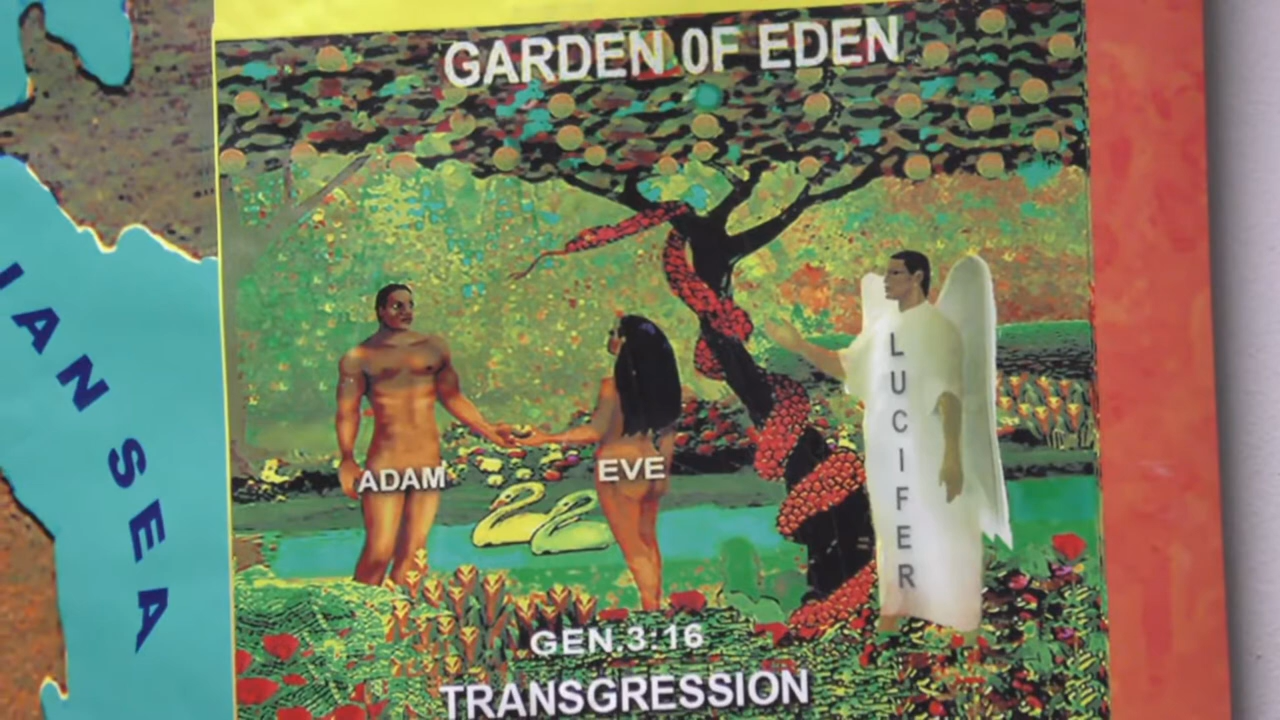 GARDEN OF EDEN
IAN SEA
ADAM
EVE
LUCIFER
GEN.3:16
TRANSGRESSION